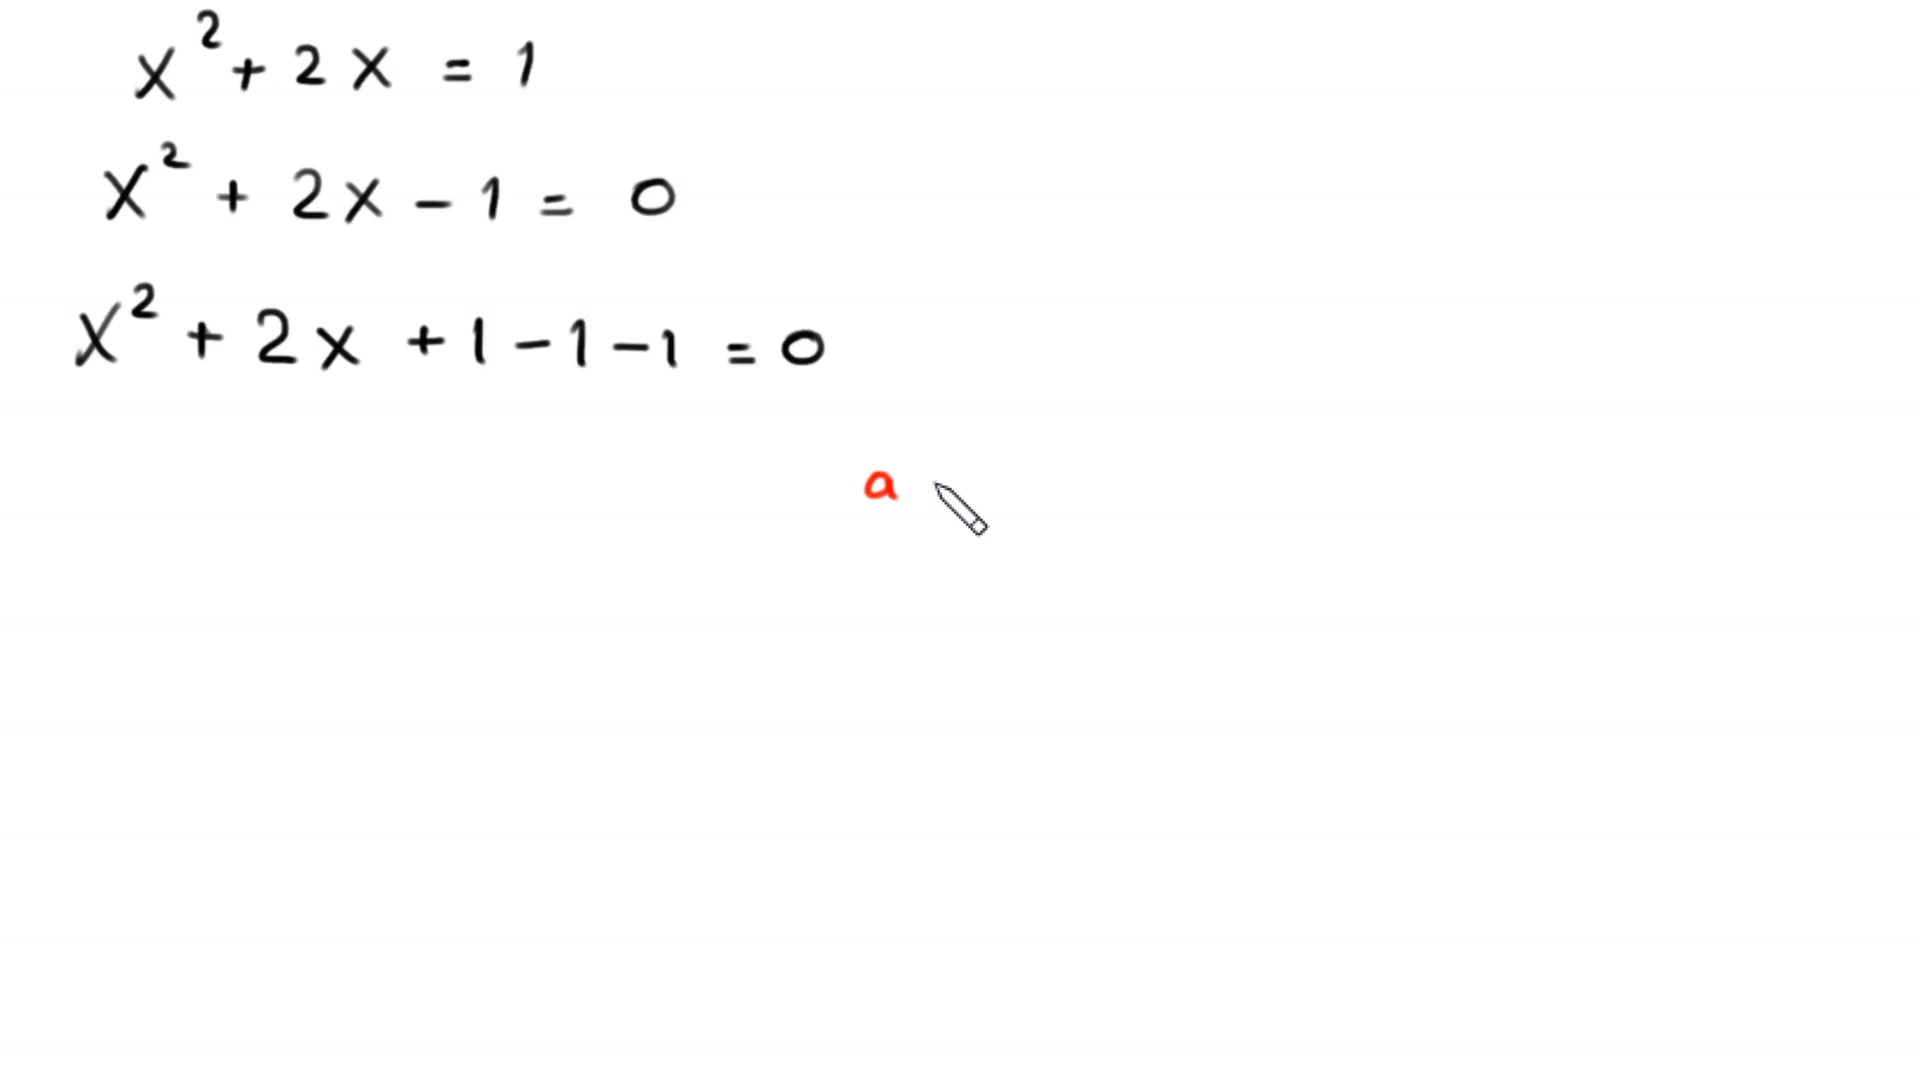 x² + 2x = 1
x² + 2x - 1 = 0
x² + 2x + 1 - 1 - 1 = 0
a